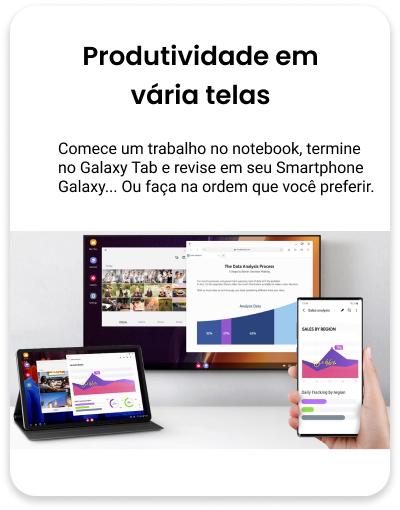 Produtividade em
vária telas
Comece um trabalho no notebook, termine
no Galaxy Tab e revise em seu Smartphone
Galaxy... Ou faça na ordem que você preferir.
The Data Analysis Process
Analysis Data
Sales analysis
SALES BY REGION
Daily tracking by region